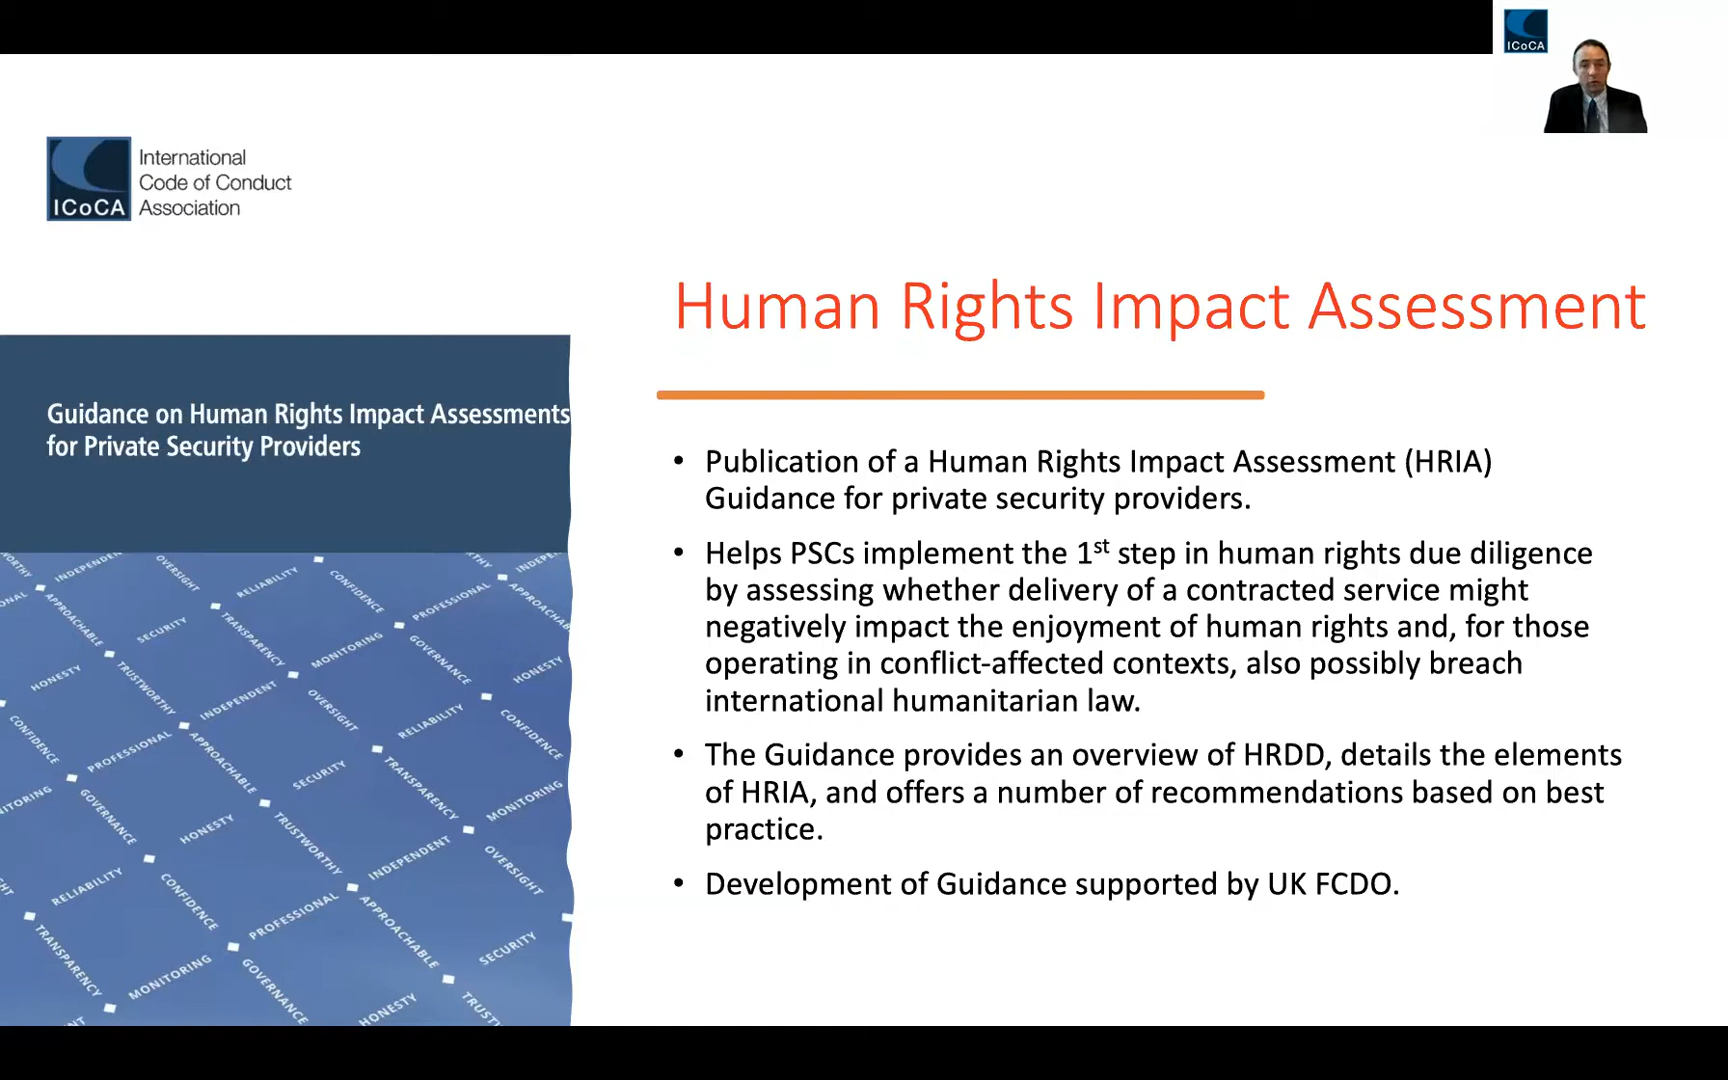 ICoCA
ICoCA
International
Code of Conduct
Association
Human Rights Impact Assessment
Guidance on Human Rights Impact Assessments
for Private Security Providers
• Publication of a Human Rights Impact Assessment (HRIA)
Guidance for private security providers.
• Helps PSCs implement the 1st step in human rights due diligence
by assessing whether delivery of a contracted service might
negatively impact the enjoyment of human rights and, for those
operating in conflict-affected contexts, also possibly breach
international humanitarian law.
• The Guidance provides an overview of HRDD, details the elements
of HRIA, and offers a number of recommendations based on best
practice.
• Development of Guidance supported by UK FCDO.
OVERSIGHT
RELIABILITY
CONFIDENCE
PROFESSIONAL
APPROACHABLE
SECURITY
TRANSPARENCY
MONITORING
GOVERNANCE
HONESTY
TRUSTWORTHY
INDEPENDENT
OVERSIGHT
RELIABILITY
CONFIDENCE
HONESTY
CONFIDENCE
PROFESSIONAL
APPROACHABLE
SECURITY
TRANSPARENCY
MONITORING
GOVERNANCE
HONESTY
TRUSTWORTHY
INDEPENDENT
OVERSIGHT
RELIABILITY
CONFIDENCE
PROFESSIONAL
APPROACHABLE
SECURITY
TRANSPARENCY
MONITORING
GOVERNANCE
HONESTY